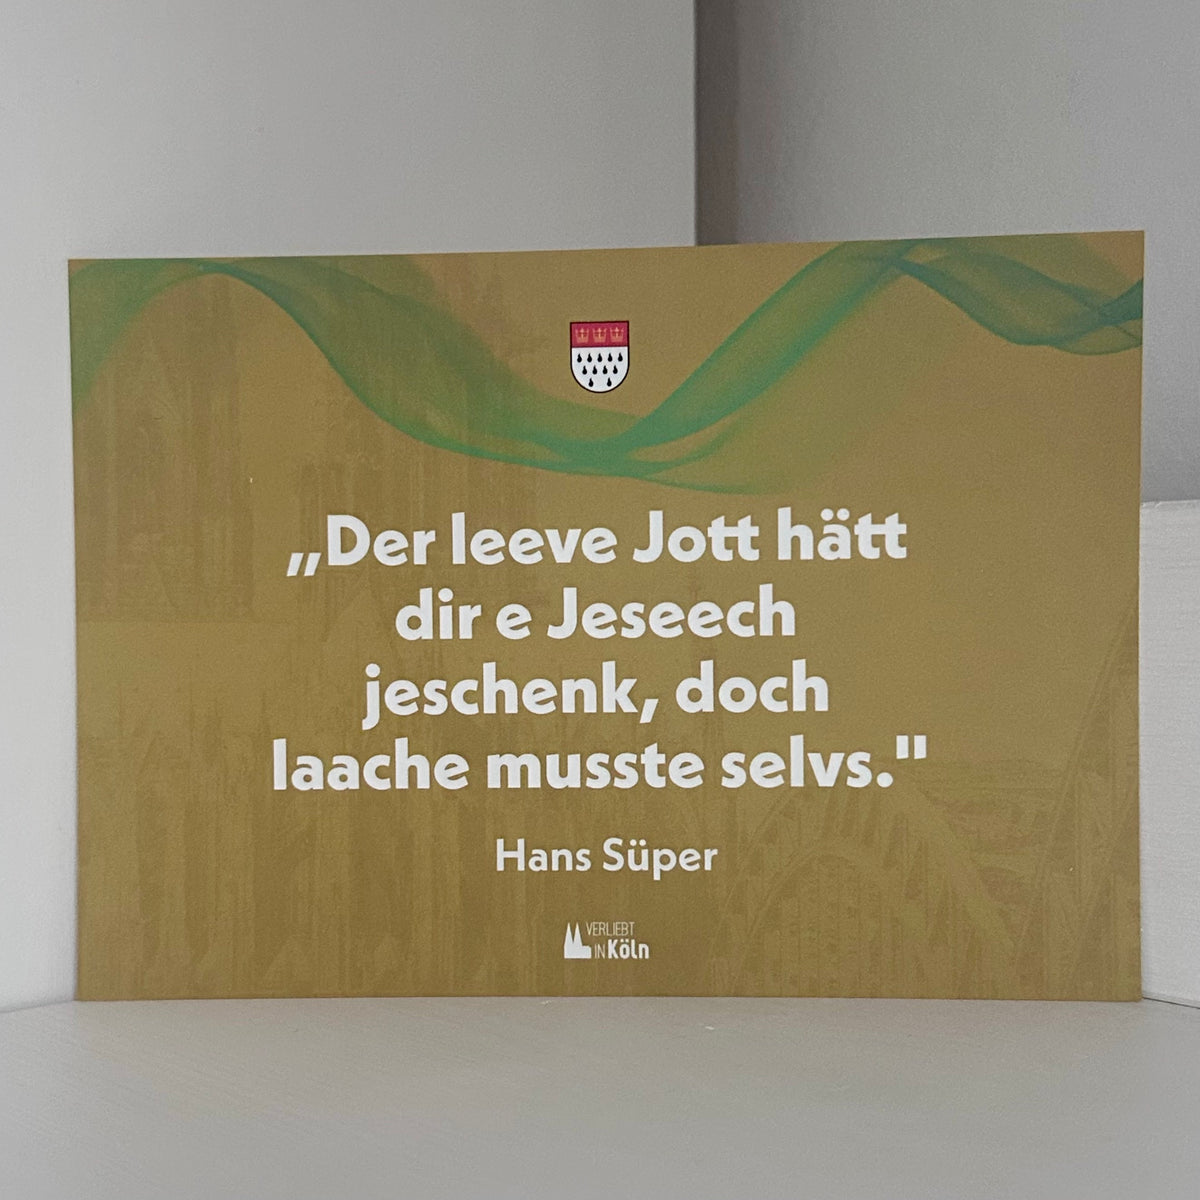 „Der leeve Jott hätt
dir e Jeseech
jeschenk, doch
laache musste selvs."
Hans Süper
VERLIEBT
IN Köln